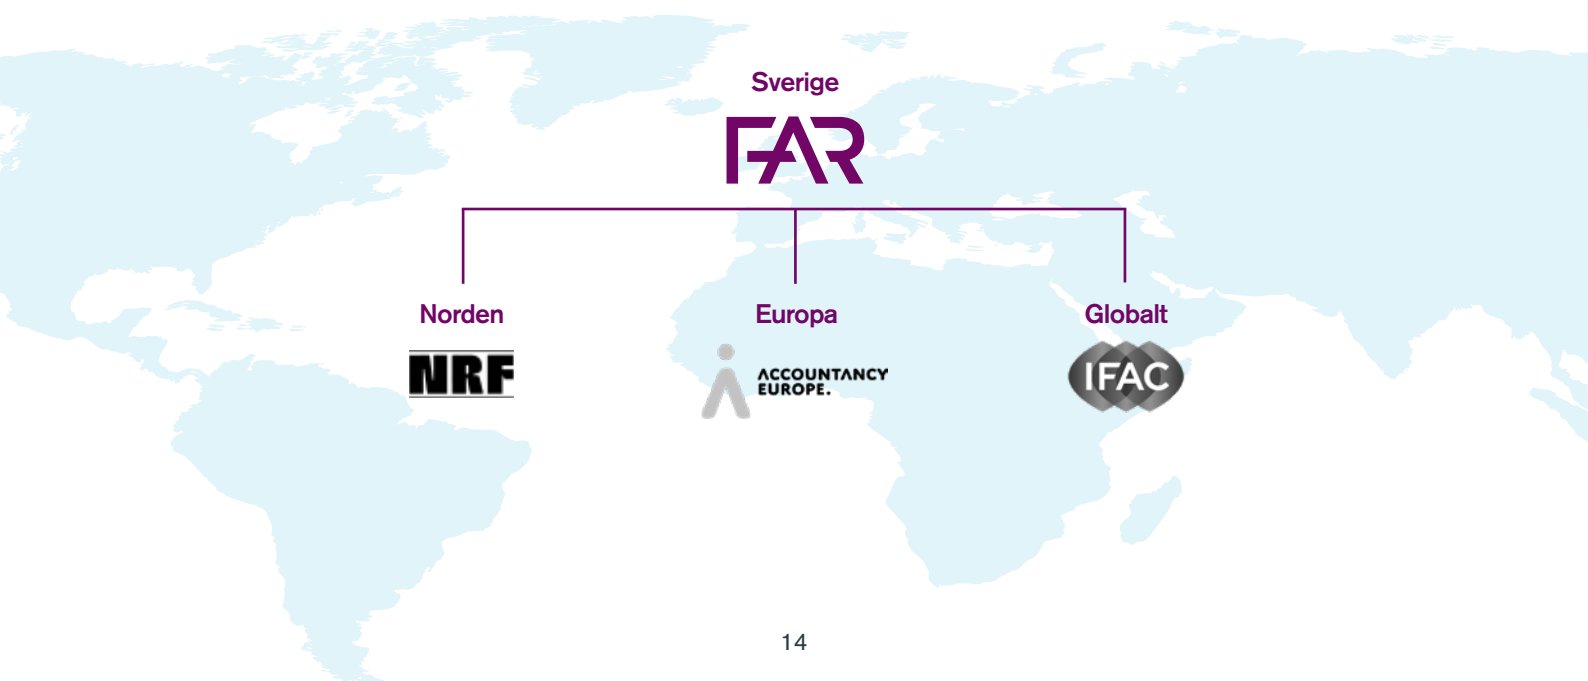 Sverige
FAR
Norden
Europa
Globalt
NRF
ACCOUNTANCY
EUROPE.
IFAC
14